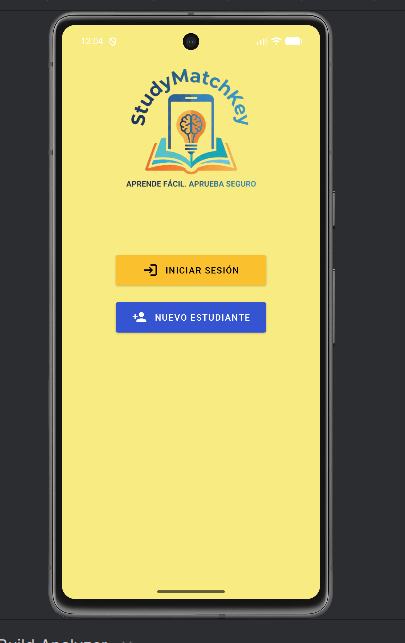 12:04
StudyMatchKey
APRENDE FÁCIL. APRUEBA SEGURO
INICIAR SESIÓN
NUEVO ESTUDIANTE
Build Analyzer